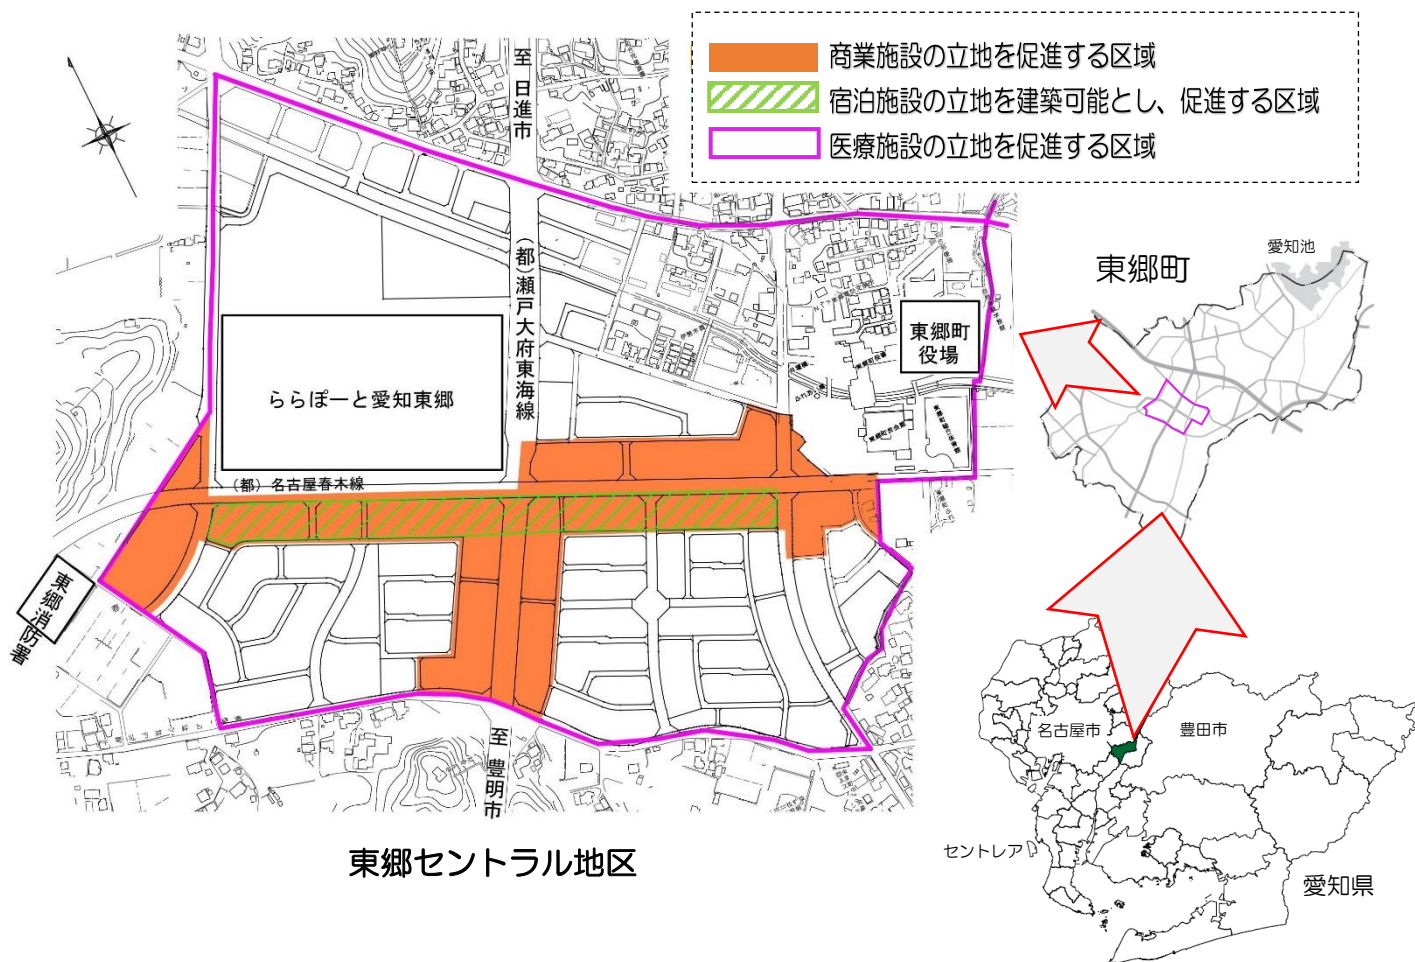 商業施設の立地を促進する区域
宿泊施設の立地を建築可能とし、促進する区域
医療施設の立地を促進する区域
至 日進市
(都)瀬戸大府東海線
東郷町
役場
ららぽーと愛知東郷
(都)名古屋春木線
東郷消防署
至 豊明市
東郷セントラル地区
東郷町
愛知池
名古屋市
豊田市
セントレア
愛知県